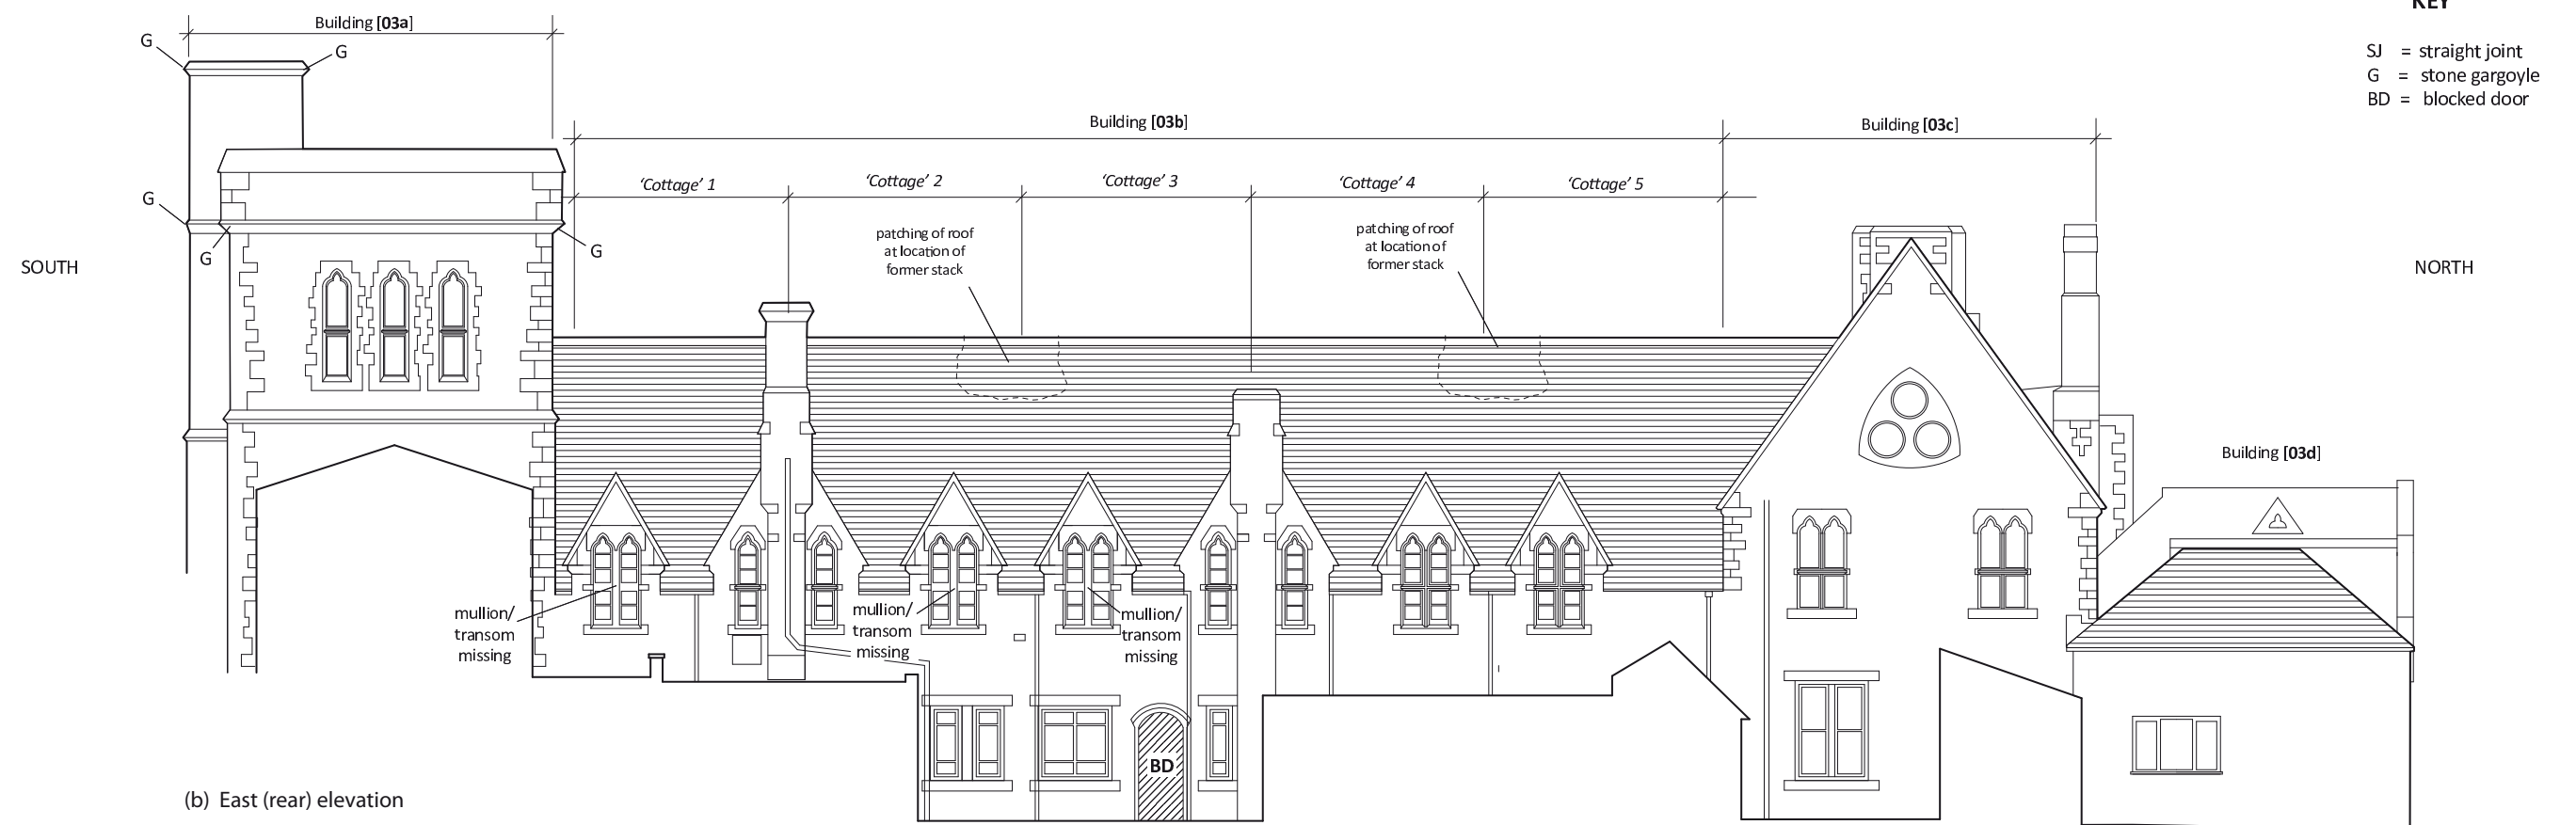 KEY
SJ = straight joint
G = stone gargoyle
BD = blocked door
Building [03a]
G
G
Building [03b]
Building [03c]
'Cottage' 1
'Cottage' 2
'Cottage' 3
'Cottage' 4
'Cottage' 5
G
G
G
patching of roof
at location of
former stack
patching of roof
at location of
former stack
SOUTH
NORTH
Building [03d]
mullion/
transom
missing
mullion/
transom
missing
mullion/
transom
missing
BD
(b) East (rear) elevation